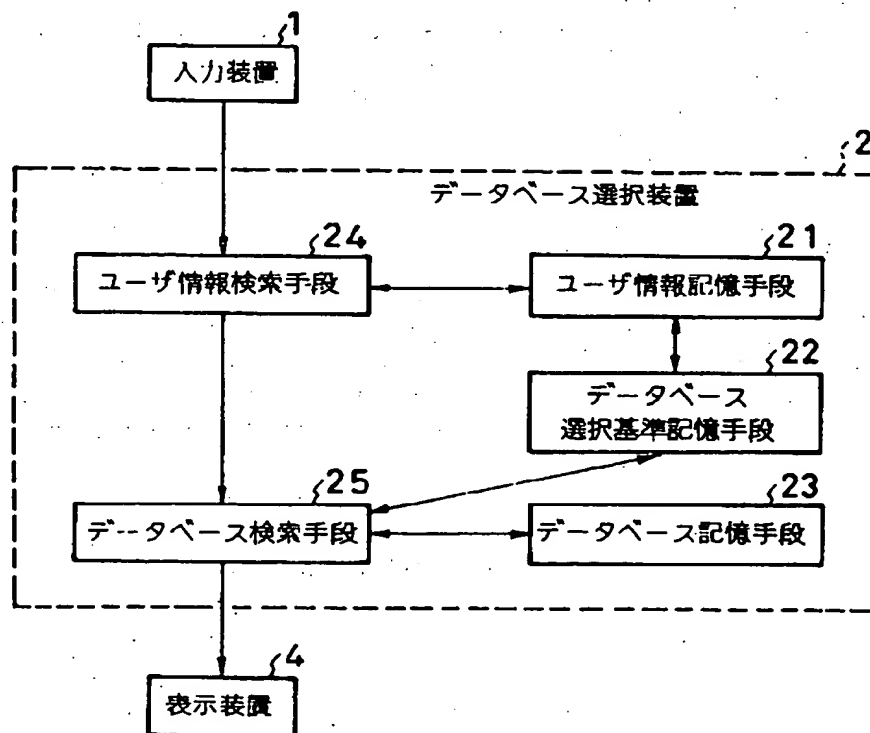 1
入力装置
2
データベース選択装置
24
ユーザ情報検索手段
21
ユーザ情報記憶手段
22
データベース
選択基準記憶手段
25
データベース検索手段
23
データベース記憶手段
4
表示装置